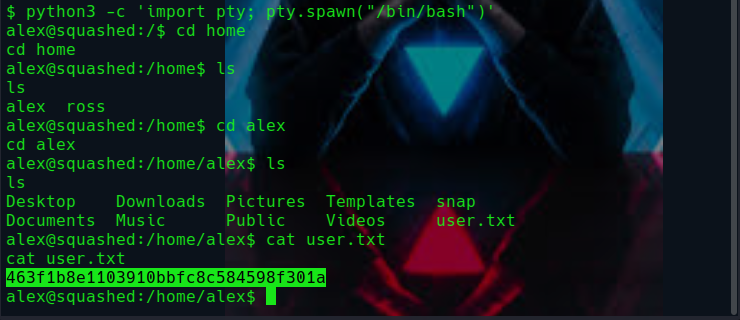 $ python3 -c 'import pty; pty.spawn("/bin/bash")'
alex@squashed:/$ cd home
cd home
alex@squashed:/home$ ls
ls
alex  ross
alex@squashed:/home$ cd alex
cd alex
alex@squashed:/home/alex$ ls
ls
Desktop    Downloads  Pictures  Templates  snap
Documents  Music      Public    Videos     user.txt
alex@squashed:/home/alex$ cat user.txt
cat user.txt
463f1b8e1103910bbfc8c584598f301a
alex@squashed:/home/alex$